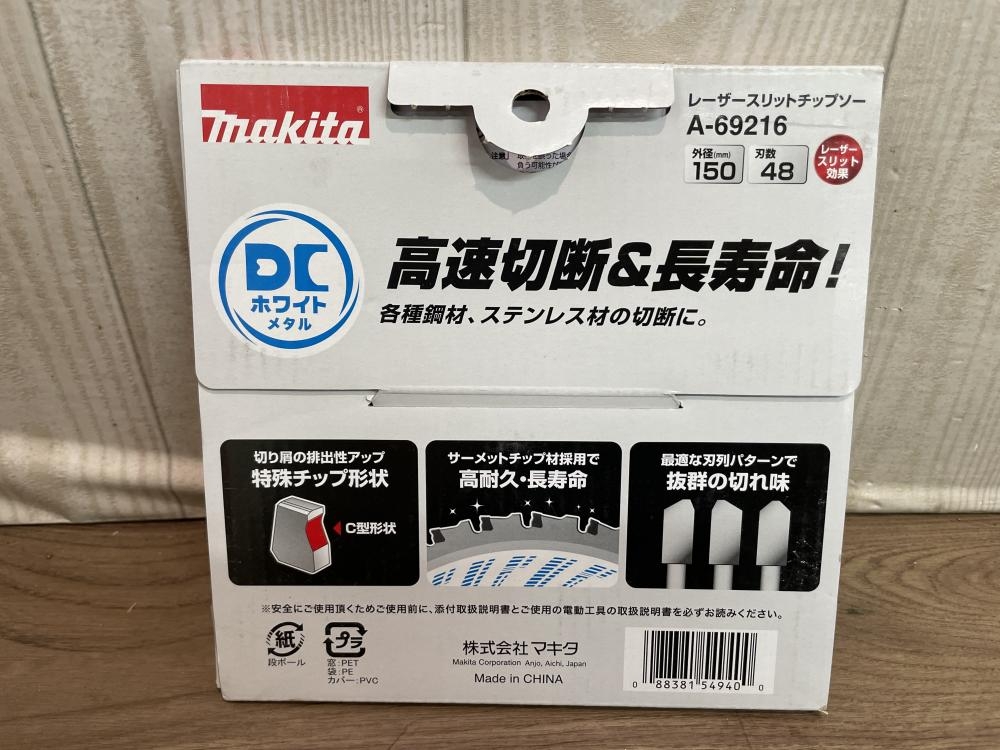 makita®
レーザースリットチップソー
A-69216
外径(mm)
150
刃数
48
レーザー
スリット
効果
負う可能性が
DC
ホワイト
メタル
高速切断&長寿命!
各種鋼材、ステンレス材の切断に。
切り屑の排出性アップ
特殊チップ形状
C型形状
サーメットチップ材採用で
高耐久・長寿命
最適な刃列パターンで
抜群の切れ味
※安全にご使用頂くためご使用前に、添付取扱説明書とご使用の電動工具の取扱説明書を必ずお読みください。
紙
段ボール
プラ
窓:PET
袋:PE
カバー:PVC
株式会社マキタ
Makita Corporation Anjo, Aichi, Japan
Made in CHINA
0 88381 54940 0